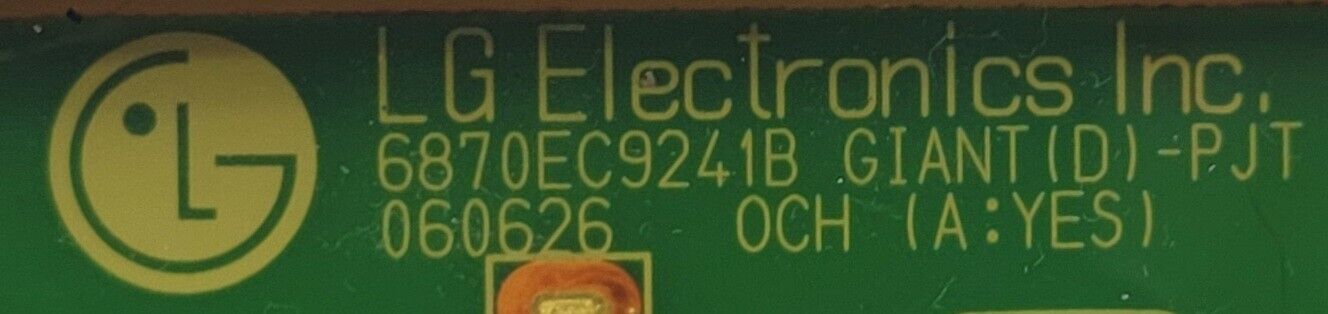 LG Electronics Inc.
6870EC9241B GIANT(D)-PJT
060626 OCH (A:YES)